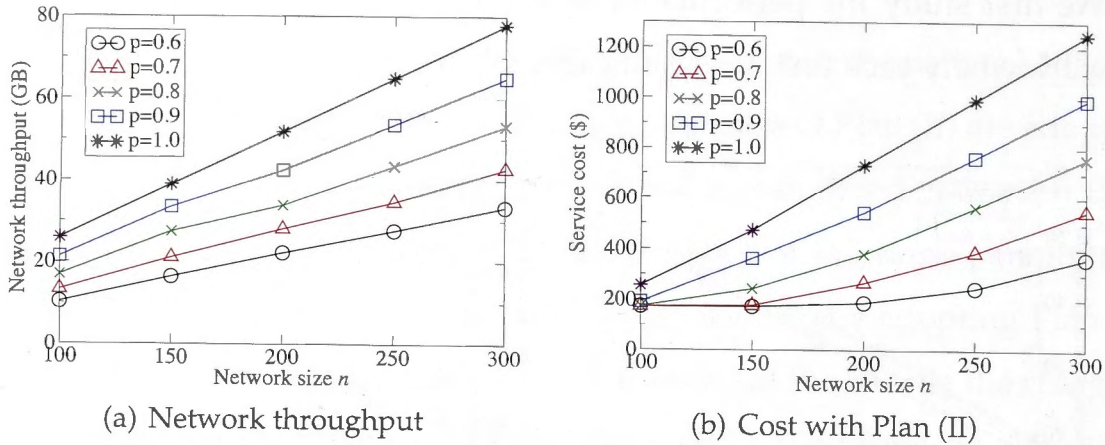 80
60
40
20
0
Network throughput (GB)
p=0.6
p=0.7
p=0.8
p=0.9
p=1.0
100 150 200 250 300
Network size n
(a) Network throughput
$1200
1000
800
600
400
200
0
Service cost ($)
p=0.6
p=0.7
p=0.8
p=0.9
p=1.0
100 150 200 250 300
Network size n
(b) Cost with Plan (II)